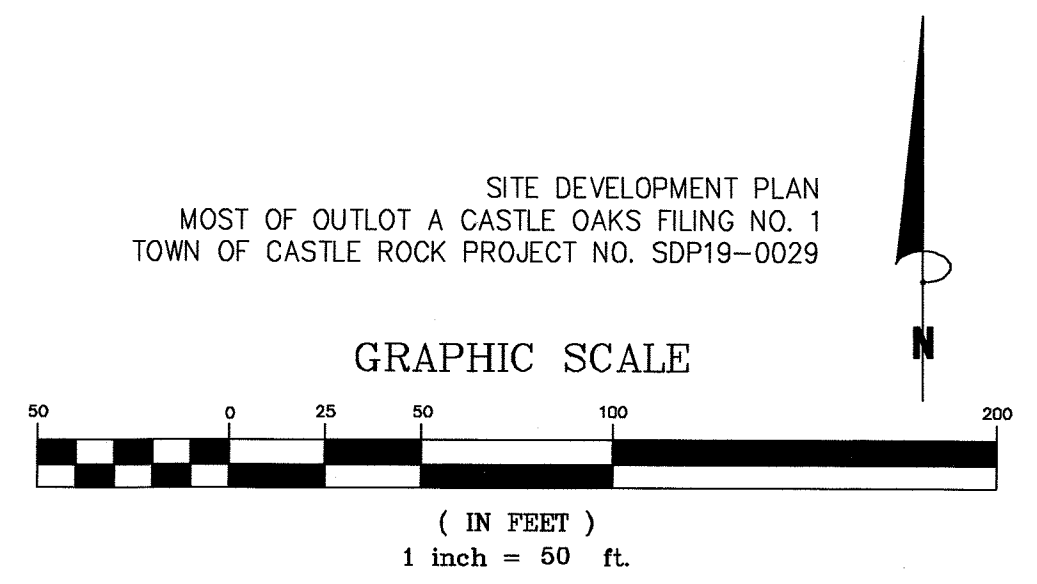 SITE DEVELOPMENT PLAN
MOST OF OUTLOT A CASTLE OAKS FILING NO. 1
TOWN OF CASTLE ROCK PROJECT NO. SDP19-0029
N
GRAPHIC SCALE
50 0 25 50 100 200
( IN FEET )
1 inch = 50 ft.